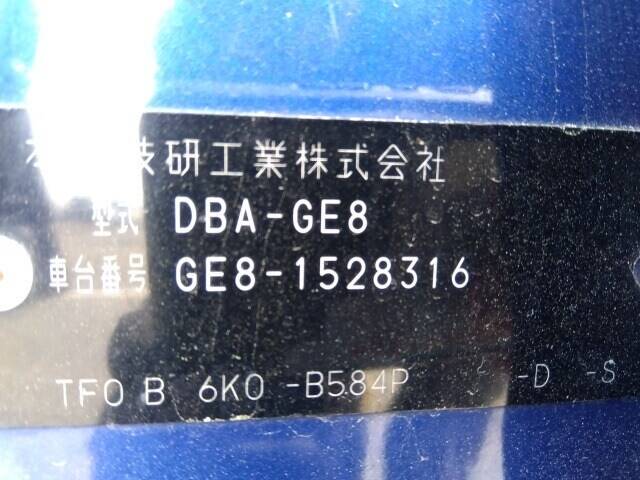 技研工業株式会社
型式 DBA-GE8
車台番号 GE8-1528316
TF0 B 6K0 -B584P -D -S